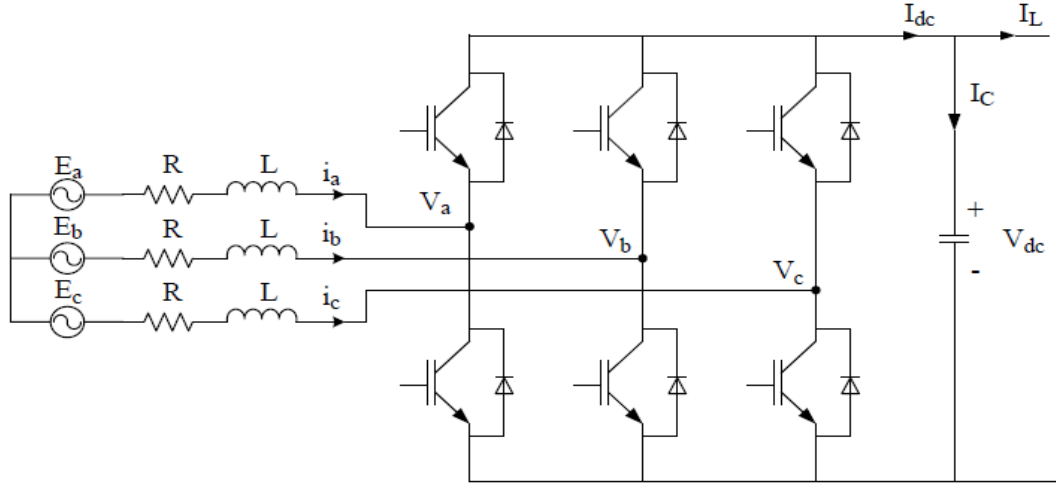 I_dc I_L
I_C
E_a R L i_a
V_a
E_b R L i_b
V_b
+
V_dc
-
E_c R L i_c
V_c